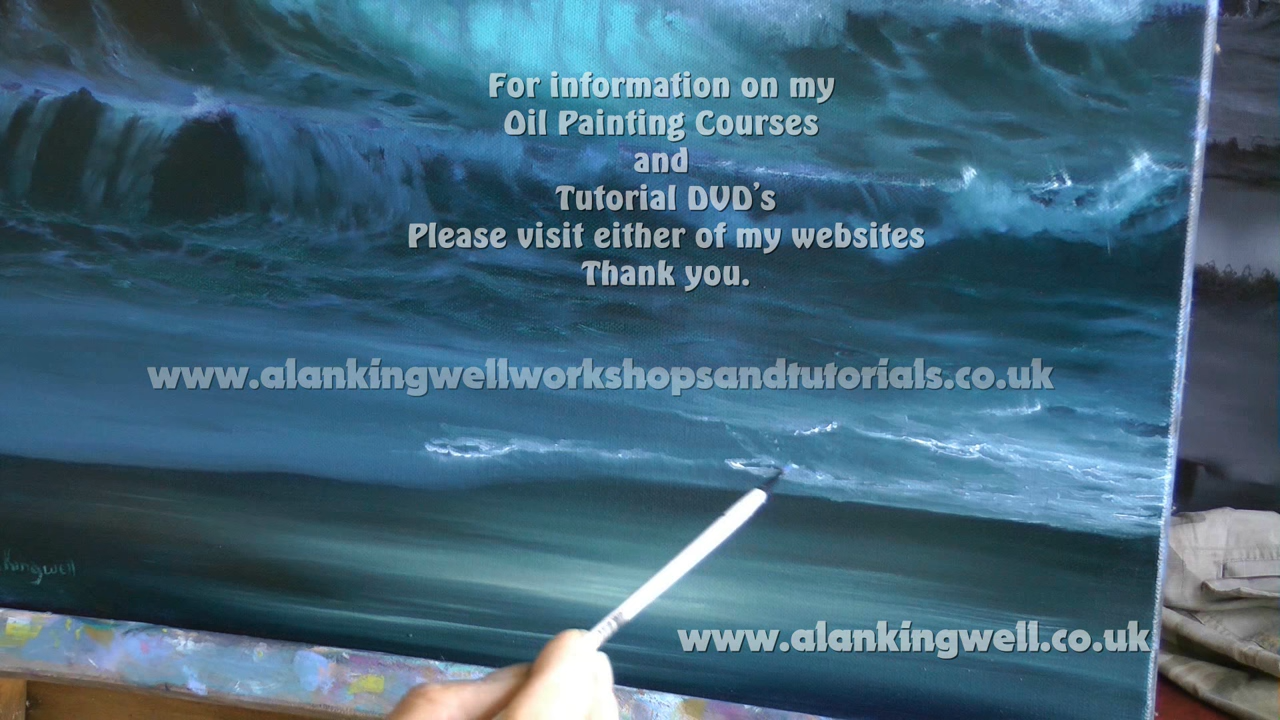 For information on my
Oil Painting Courses
and
Tutorial DVD's
Please visit either of my websites
Thank you.
www.alankingwellworkshopsandtutorials.co.uk
Kingwell
www.alankingwell.co.uk